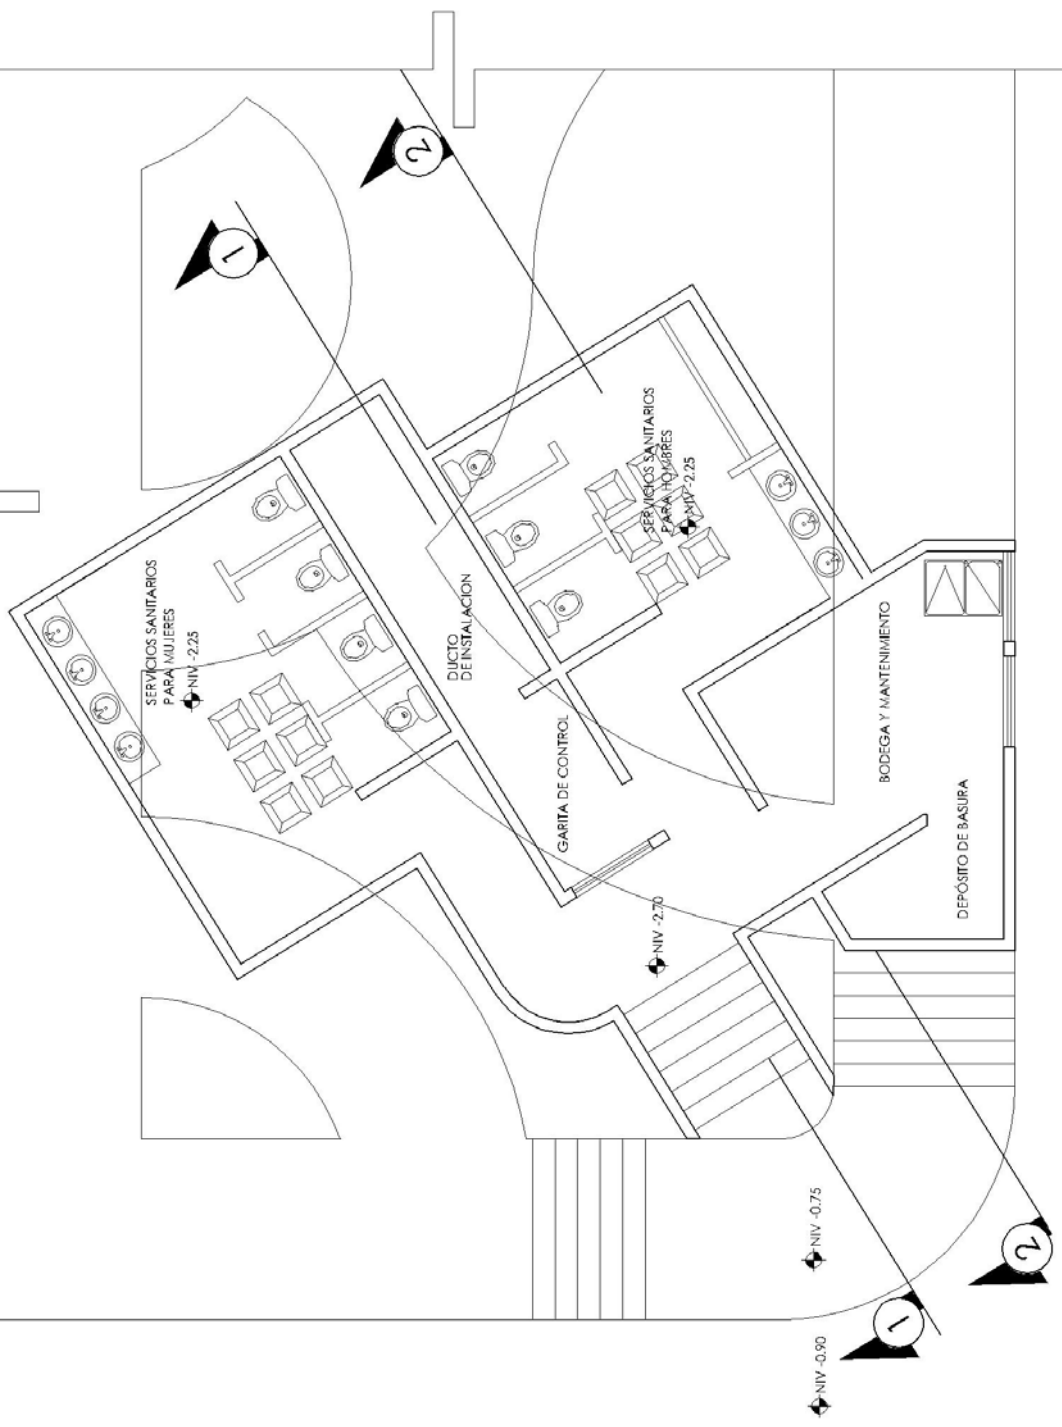 2
1
SERVICIOS SANITARIOS
PARA HOMBRES
NIV -2.25
SERVICIOS SANITARIOS
PARA MUJERES
NIV -2.25
DUCTO
DE INSTALACION
GARITA DE CONTROL
BODEGA Y MANTENIMIENTO
DEPÓSITO DE BASURA
NIV -2.70
NIV -0.75
NIV -0.90
2
1